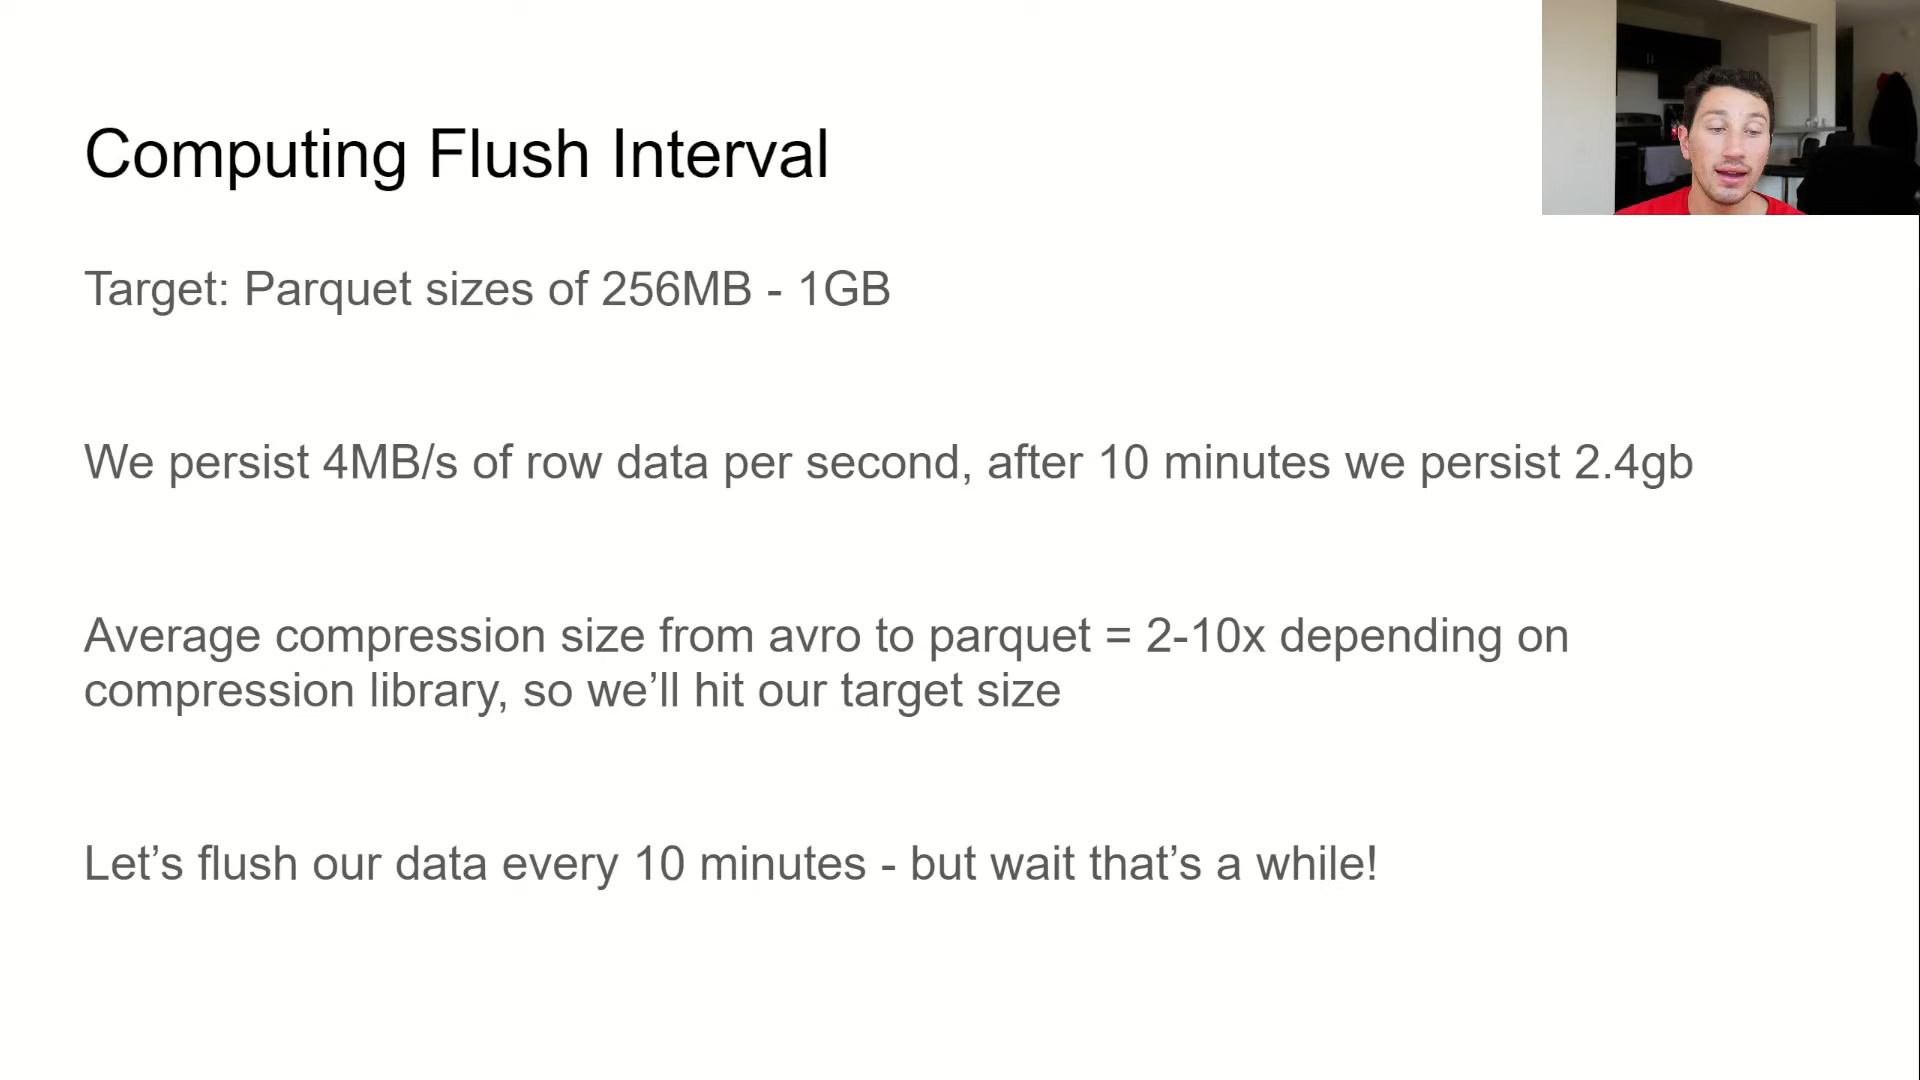 Computing Flush Interval
Target: Parquet sizes of 256MB - 1GB
We persist 4MB/s of row data per second, after 10 minutes we persist 2.4gb
Average compression size from avro to parquet = 2-10x depending on
compression library, so we’ll hit our target size
Let’s flush our data every 10 minutes - but wait that’s a while!